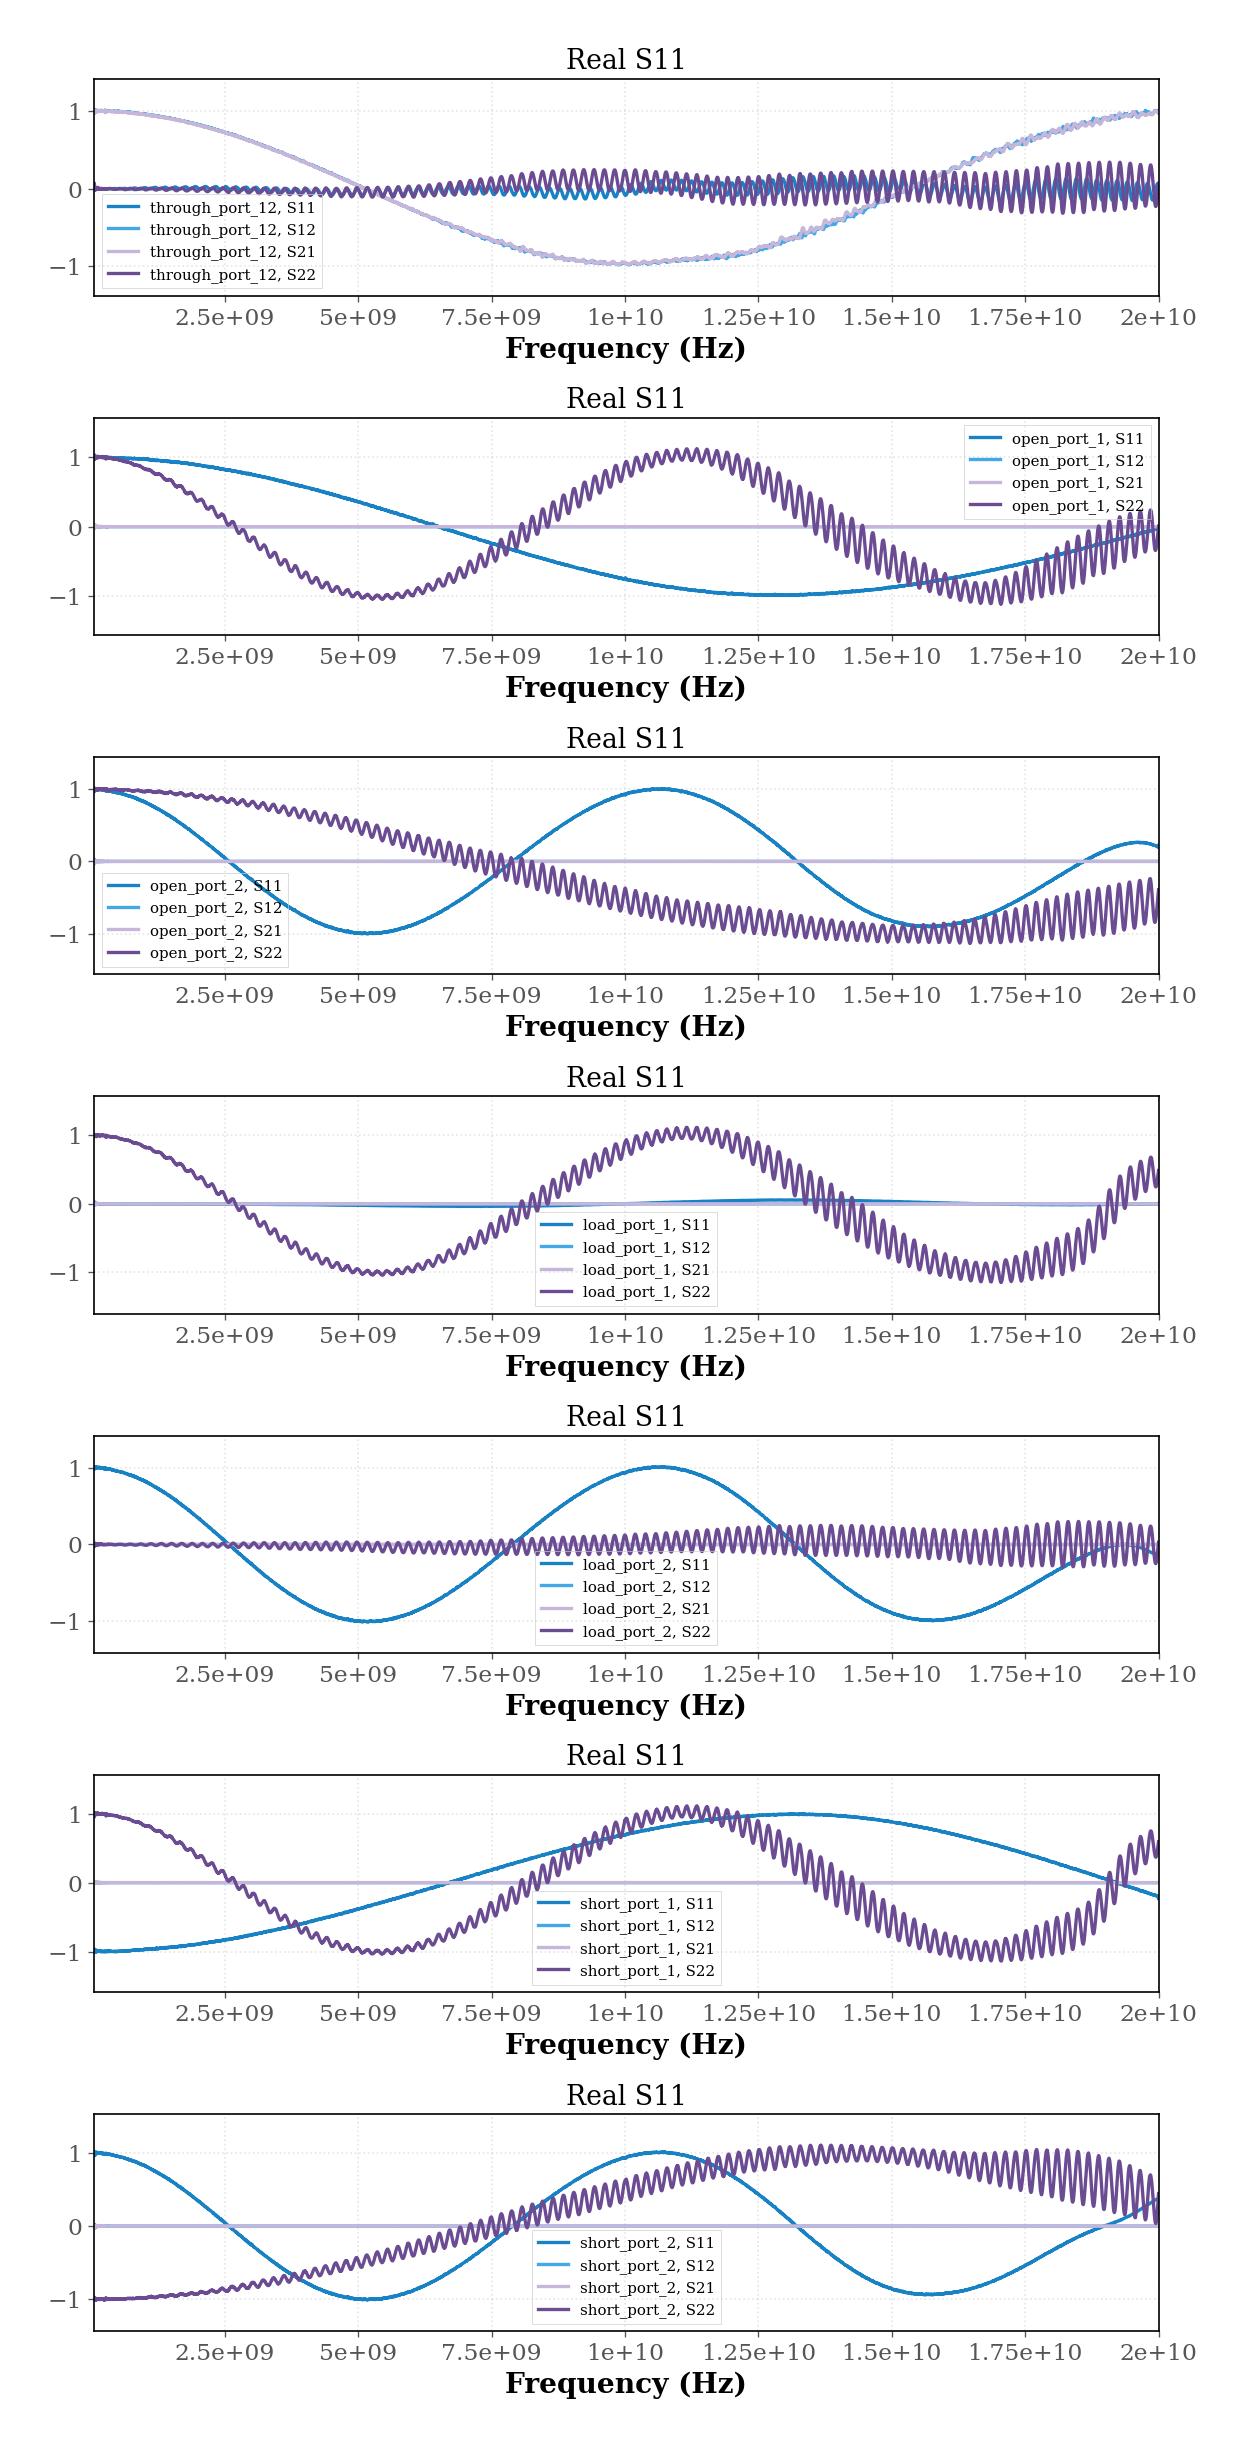 Real S11
1
0
−1
through_port_12, S11
through_port_12, S12
through_port_12, S21
through_port_12, S22
2.5e+09 5e+09 7.5e+09 1e+10 1.25e+10 1.5e+10 1.75e+10 2e+10
Frequency (Hz)
Real S11
1
0
−1
open_port_1, S11
open_port_1, S12
open_port_1, S21
open_port_1, S22
2.5e+09 5e+09 7.5e+09 1e+10 1.25e+10 1.5e+10 1.75e+10 2e+10
Frequency (Hz)
Real S11
1
0
−1
open_port_2, S11
open_port_2, S12
open_port_2, S21
open_port_2, S22
2.5e+09 5e+09 7.5e+09 1e+10 1.25e+10 1.5e+10 1.75e+10 2e+10
Frequency (Hz)
Real S11
1
0
−1
load_port_1, S11
load_port_1, S12
load_port_1, S21
load_port_1, S22
2.5e+09 5e+09 7.5e+09 1e+10 1.25e+10 1.5e+10 1.75e+10 2e+10
Frequency (Hz)
Real S11
1
0
−1
load_port_2, S11
load_port_2, S12
load_port_2, S21
load_port_2, S22
2.5e+09 5e+09 7.5e+09 1e+10 1.25e+10 1.5e+10 1.75e+10 2e+10
Frequency (Hz)
Real S11
1
0
−1
short_port_1, S11
short_port_1, S12
short_port_1, S21
short_port_1, S22
2.5e+09 5e+09 7.5e+09 1e+10 1.25e+10 1.5e+10 1.75e+10 2e+10
Frequency (Hz)
Real S11
1
0
−1
short_port_2, S11
short_port_2, S12
short_port_2, S21
short_port_2, S22
2.5e+09 5e+09 7.5e+09 1e+10 1.25e+10 1.5e+10 1.75e+10 2e+10
Frequency (Hz)